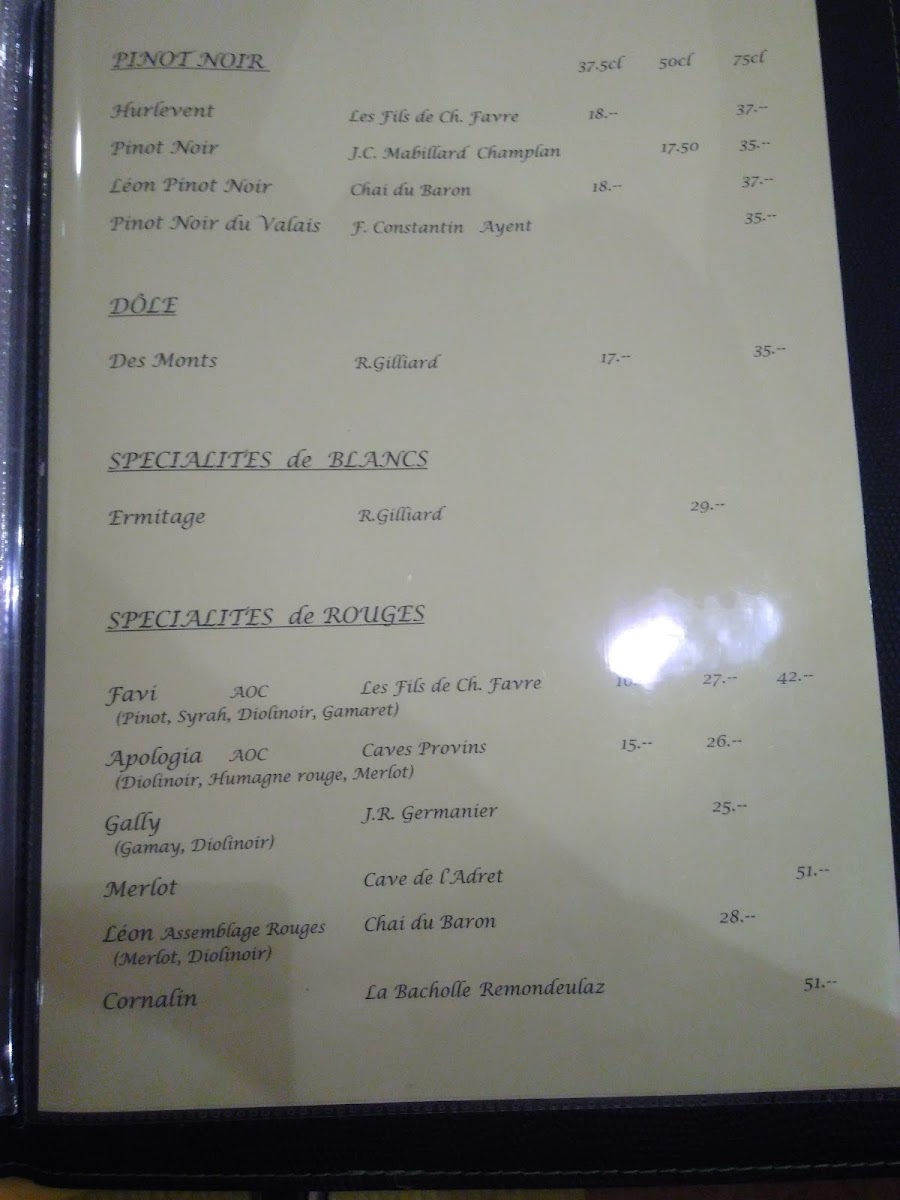 PINOT NOIR 37.5cl 50cl 75cl
Hurlevent Les Fils de Ch. Favre 18.-- 37.--
Pinot Noir J.C. Mabillard Champlan 17.50 35.--
Léon Pinot Noir Chai du Baron 18.-- 37.--
Pinot Noir du Valais F. Constantin Ayent 35.--
DÔLE
Des Monts R.Gilliard 17.-- 35.--
SPECIALITES de BLANCS
Ermitage R.Gilliard 29.--
SPECIALITES de ROUGES
Favi AOC Les Fils de Ch. Favre 27.-- 42.--
(Pinot, Syrah, Diolinoir, Gamaret)
Apologia AOC Caves Provins 15.-- 26.--
(Diolinoir, Humagne rouge, Merlot)
Gally J.R. Germanier 25.--
(Gamay, Diolinoir)
Merlot Cave de l'Adret 51.--
Léon Assemblage Rouges Chai du Baron 28.--
(Merlot, Diolinoir)
Cornalin La Bacholle Remondeulaz 51.--